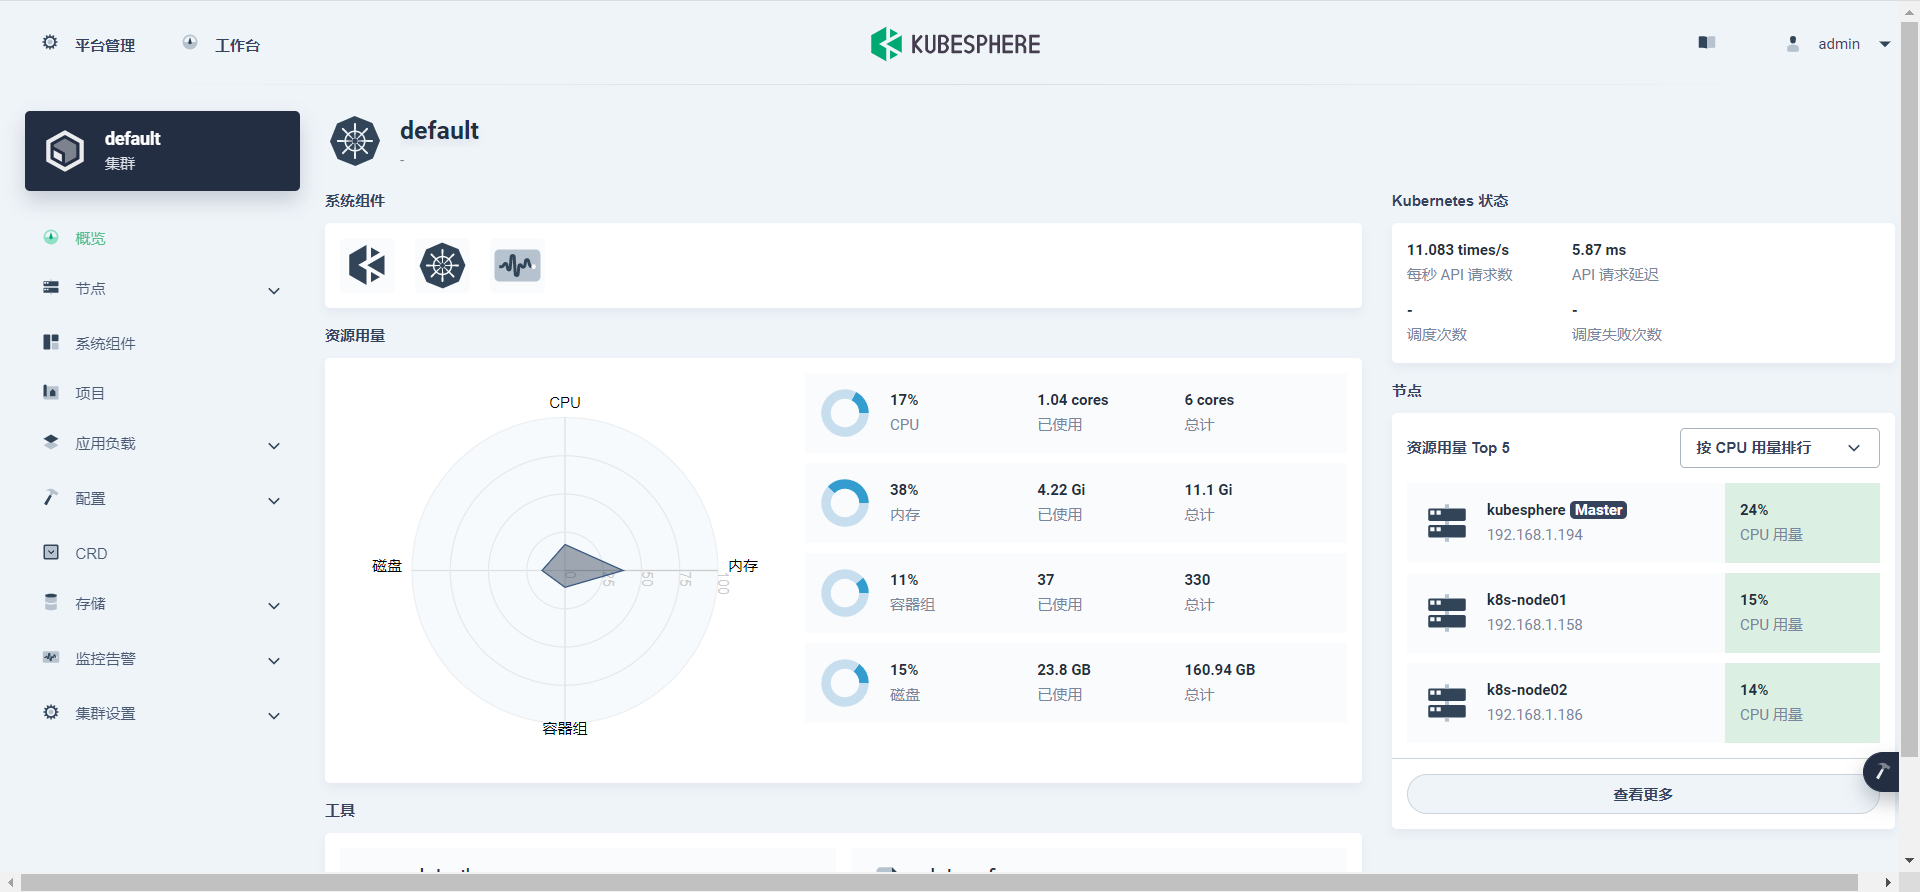 平台管理
工作台
KUBESPHERE
admin
default
集群
概览
节点
系统组件
项目
应用负载
配置
CRD
存储
监控告警
集群设置
default
-
系统组件
资源用量
CPU
内存
容器组
磁盘
0
25
50
75
100
17%
CPU
1.04 cores
已使用
6 cores
总计
38%
内存
4.22 Gi
已使用
11.1 Gi
总计
11%
容器组
37
已使用
330
总计
15%
磁盘
23.8 GB
已使用
160.94 GB
总计
工具
Kubernetes 状态
11.083 times/s
每秒 API 请求数
5.87 ms
API 请求延迟
-
调度次数
-
调度失败次数
节点
资源用量 Top 5
按 CPU 用量排行
kubesphere Master
192.168.1.194
24%
CPU 用量
k8s-node01
192.168.1.158
15%
CPU 用量
k8s-node02
192.168.1.186
14%
CPU 用量
查看更多